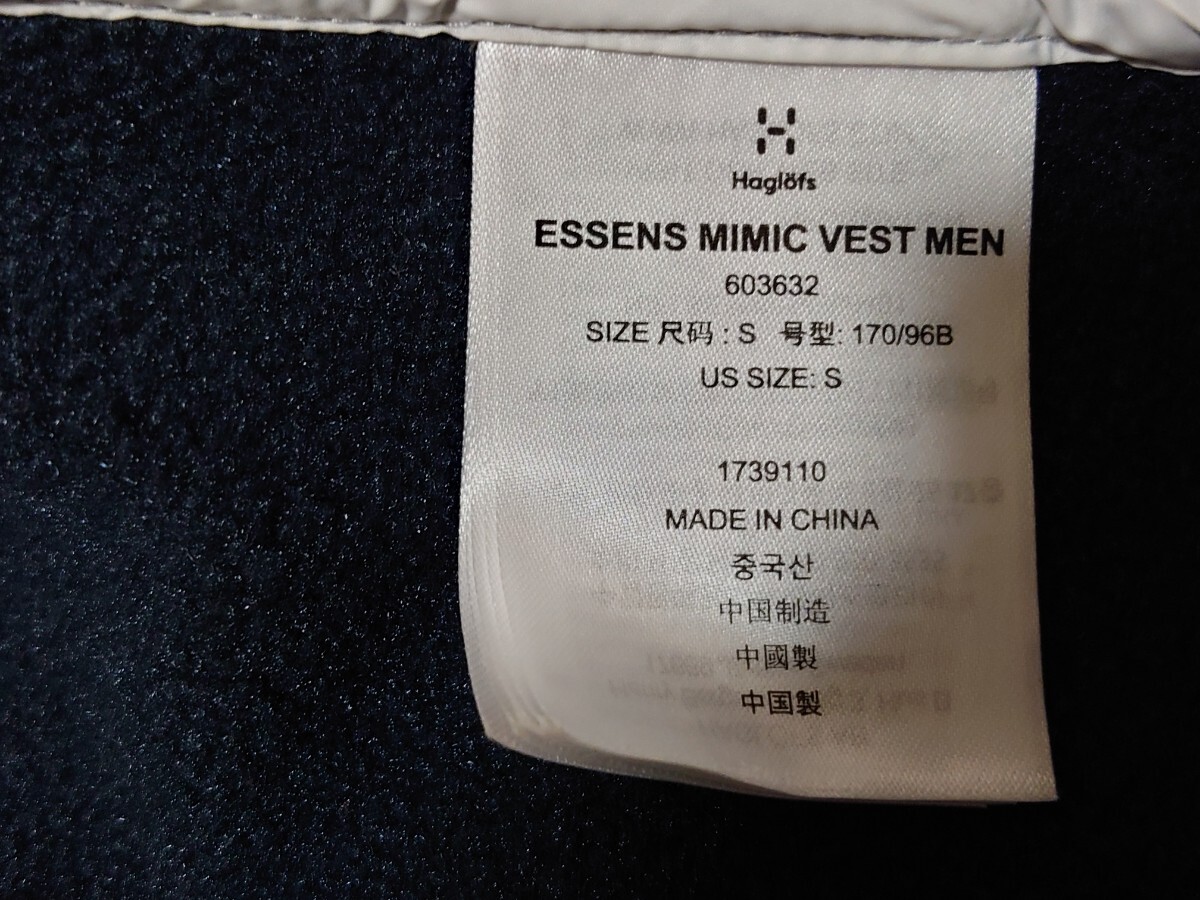 Haglöfs
ESSENS MIMIC VEST MEN
603632
SIZE 尺码 : S 号型: 170/96B
US SIZE: S
1739110
MADE IN CHINA
중국산
中国制造
中國製
中国製